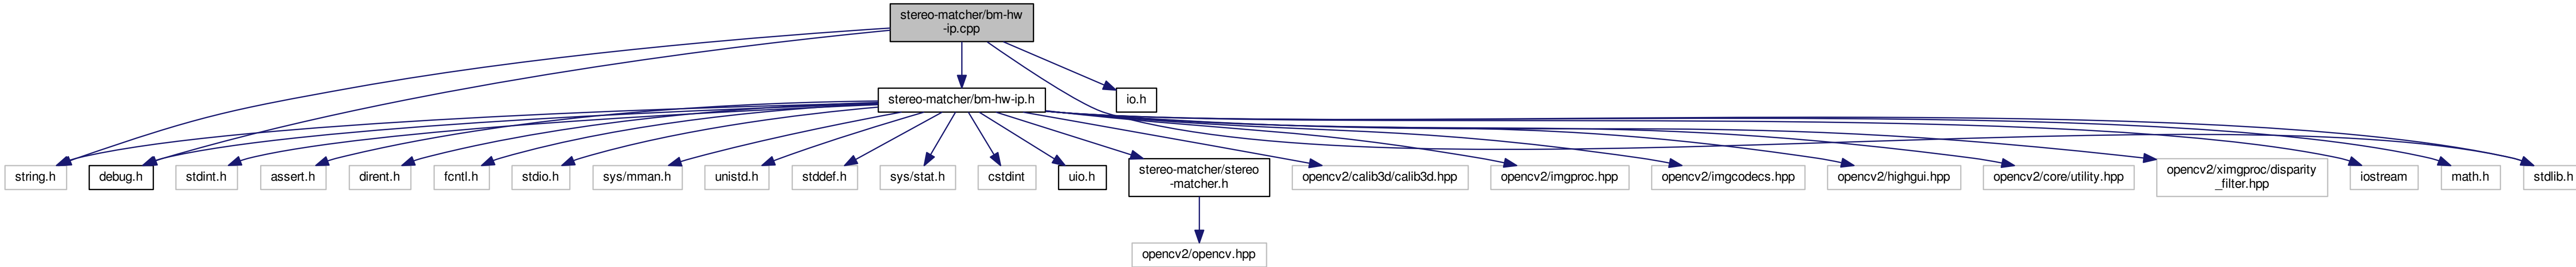 stereo-matcher/bm-hw
-ip.cpp
stereo-matcher/bm-hw-ip.h
io.h
string.h
debug.h
stdint.h
assert.h
dirent.h
fcntl.h
stdio.h
sys/mman.h
unistd.h
stddef.h
sys/stat.h
cstdint
uio.h
stereo-matcher/stereo
-matcher.h
opencv2/calib3d/calib3d.hpp
opencv2/imgproc.hpp
opencv2/imgcodecs.hpp
opencv2/highgui.hpp
opencv2/core/utility.hpp
opencv2/ximgproc/disparity
_filter.hpp
iostream
math.h
stdlib.h
opencv2/opencv.hpp